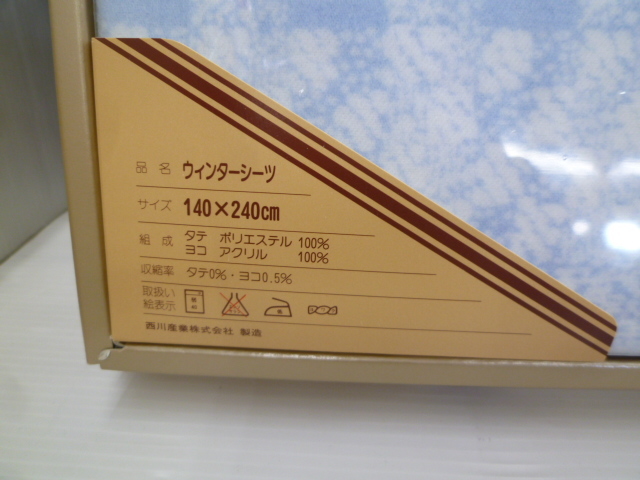 品名 ウィンターシーツ
サイズ 140×240cm
組成 タテ ポリエステル 100%
ヨコ アクリル 100%
収縮率 タテ0%・ヨコ0.5%
取扱い
絵表示
西川産業株式会社 製造